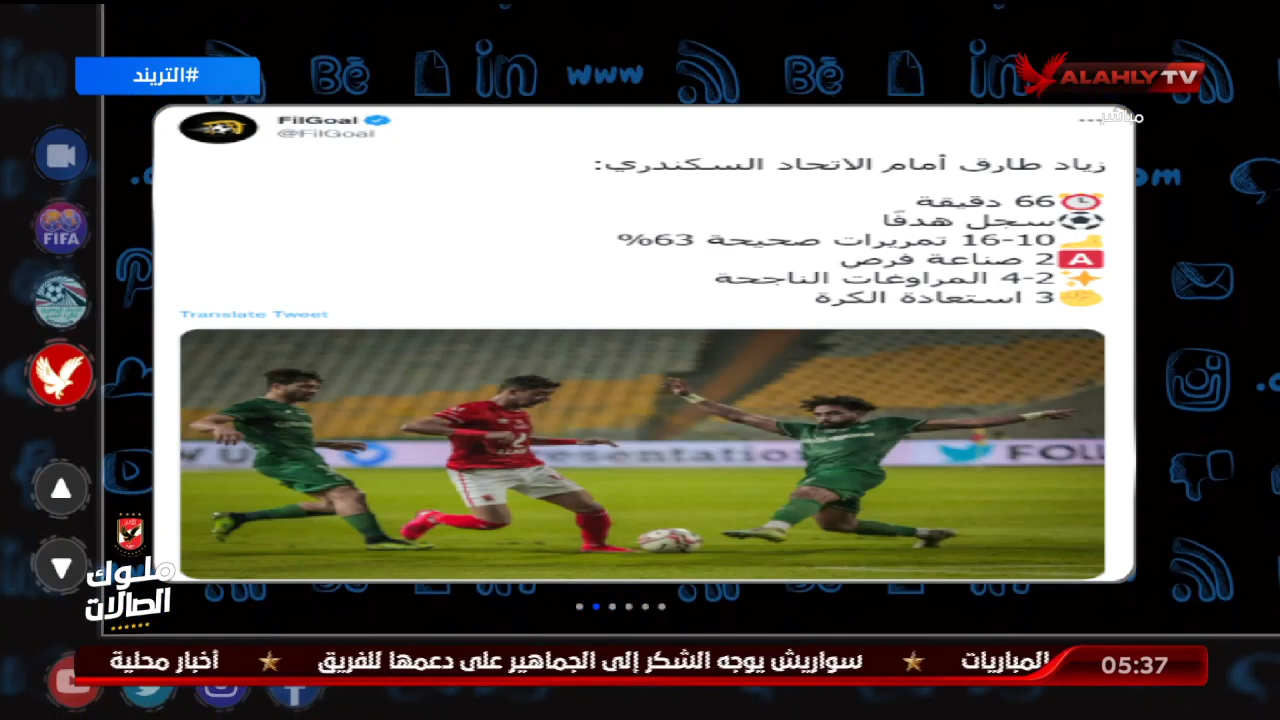 #التريند
ALAHLY TV
مباشر
FilGoal
@FilGoal
زياد طارق أمام الاتحاد السكندري:
66 دقيقة
سجل هدفًا
16-10 تمريرات صحيحة 63%
A 2 صناعة فرص
4-2 المراوغات الناجحة
3 استعادة الكرة
Translate Tweet
FIFA
ملوك
الصالات
المباريات
سواريش يوجه الشكر إلى الجماهير على دعمها للفريق
أخبار محلية
05:37